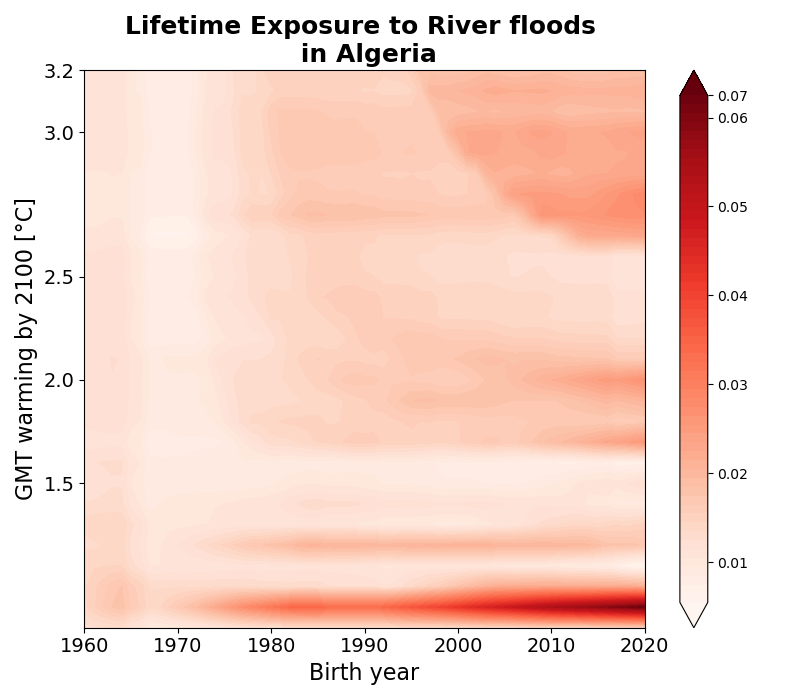 Lifetime Exposure to River floods
in Algeria
GMT warming by 2100 [°C]
3.2
3.0
2.5
2.0
1.5
1960 1970 1980 1990 2000 2010 2020
Birth year
0.07
0.06
0.05
0.04
0.03
0.02
0.01